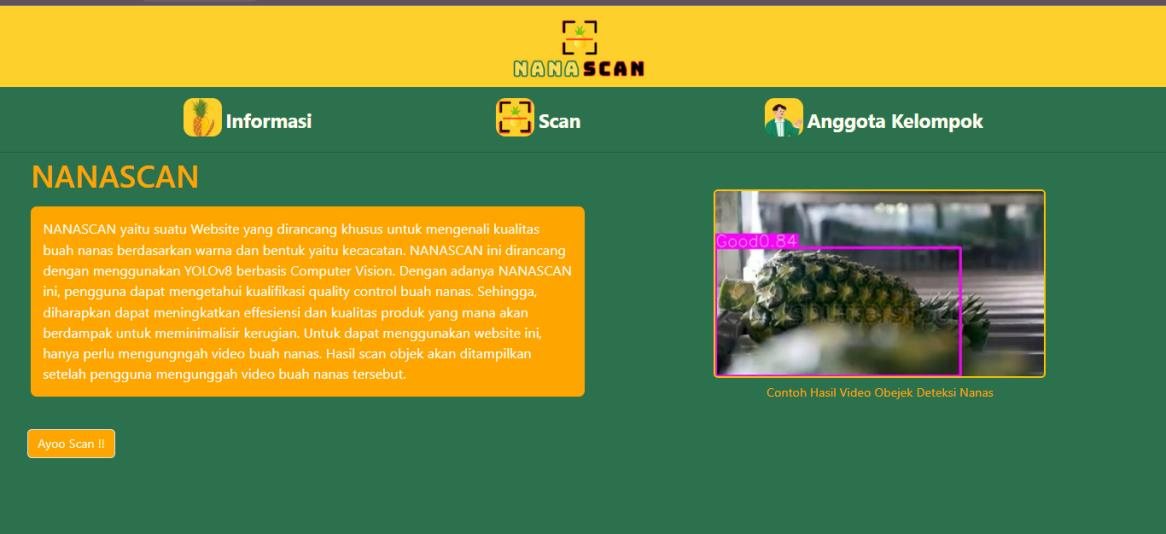 NANASCAN
Informasi
Scan
Anggota Kelompok
NANASCAN
NANASCAN yaitu suatu Website yang dirancang khusus untuk mengenali kualitas
buah nanas berdasarkan warna dan bentuk yaitu kecacatan. NANASCAN ini dirancang
dengan menggunakan YOLOv8 berbasis Computer Vision. Dengan adanya NANASCAN
ini, pengguna dapat mengetahui kualifikasi quality control buah nanas. Sehingga,
diharapkan dapat meningkatkan effesiensi dan kualitas produk yang mana akan
berdampak untuk meminimalisir kerugian. Untuk dapat menggunakan website ini,
hanya perlu mengungngah video buah nanas. Hasil scan objek akan ditampilkan
setelah pengguna mengunggah video buah nanas tersebut.
Good0.84
Contoh Hasil Video Obejek Deteksi Nanas
Ayoo Scan !!